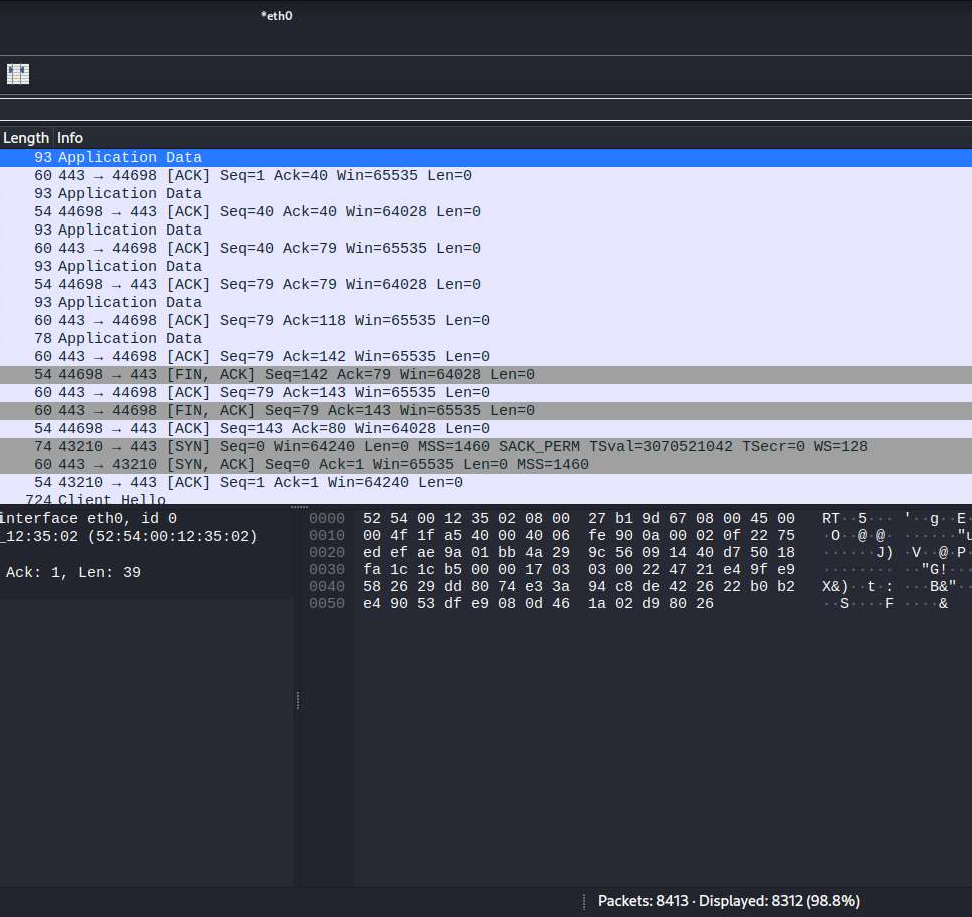 *eth0
Length Info
93 Application Data
60 443 → 44698 [ACK] Seq=1 Ack=40 Win=65535 Len=0
93 Application Data
54 44698 → 443 [ACK] Seq=40 Ack=40 Win=64028 Len=0
93 Application Data
60 443 → 44698 [ACK] Seq=40 Ack=79 Win=65535 Len=0
93 Application Data
54 44698 → 443 [ACK] Seq=79 Ack=79 Win=64028 Len=0
93 Application Data
60 443 → 44698 [ACK] Seq=79 Ack=118 Win=65535 Len=0
78 Application Data
60 443 → 44698 [ACK] Seq=79 Ack=142 Win=65535 Len=0
54 44698 → 443 [FIN, ACK] Seq=142 Ack=79 Win=64028 Len=0
60 443 → 44698 [ACK] Seq=79 Ack=143 Win=65535 Len=0
60 443 → 44698 [FIN, ACK] Seq=79 Ack=143 Win=65535 Len=0
54 44698 → 443 [ACK] Seq=143 Ack=80 Win=64028 Len=0
74 43210 → 443 [SYN] Seq=0 Win=64240 Len=0 MSS=1460 SACK_PERM TSval=3070521042 TSecr=0 WS=128
60 443 → 43210 [SYN, ACK] Seq=0 Ack=1 Win=65535 Len=0 MSS=1460
54 43210 → 443 [ACK] Seq=1 Ack=1 Win=64240 Len=0
724 Client Hello
interface eth0, id 0
_12:35:02 (52:54:00:12:35:02)
Ack: 1, Len: 39
0000 52 54 00 12 35 02 08 00 27 b1 9d 67 08 00 45 00 RT··5··· '··g··E·
0010 00 4f 1f a5 40 00 40 06 fe 90 0a 00 02 0f 22 75 ·O··@·@· ······"u
0020 ed ef ae 9a 01 bb 4a 29 9c 56 09 14 40 d7 50 18 ······J) ·V··@·P·
0030 fa 1c 1c b5 00 00 17 03 03 00 22 47 21 e4 9f e9 ········ ··"G!···
0040 58 26 29 dd 80 74 e3 3a 94 c8 de 42 26 22 b0 b2 X&)··t·: ···B&"··
0050 e4 90 53 df e9 08 0d 46 1a 02 d9 80 26 ··S····F ····&
Packets: 8413 · Displayed: 8312 (98.8%)